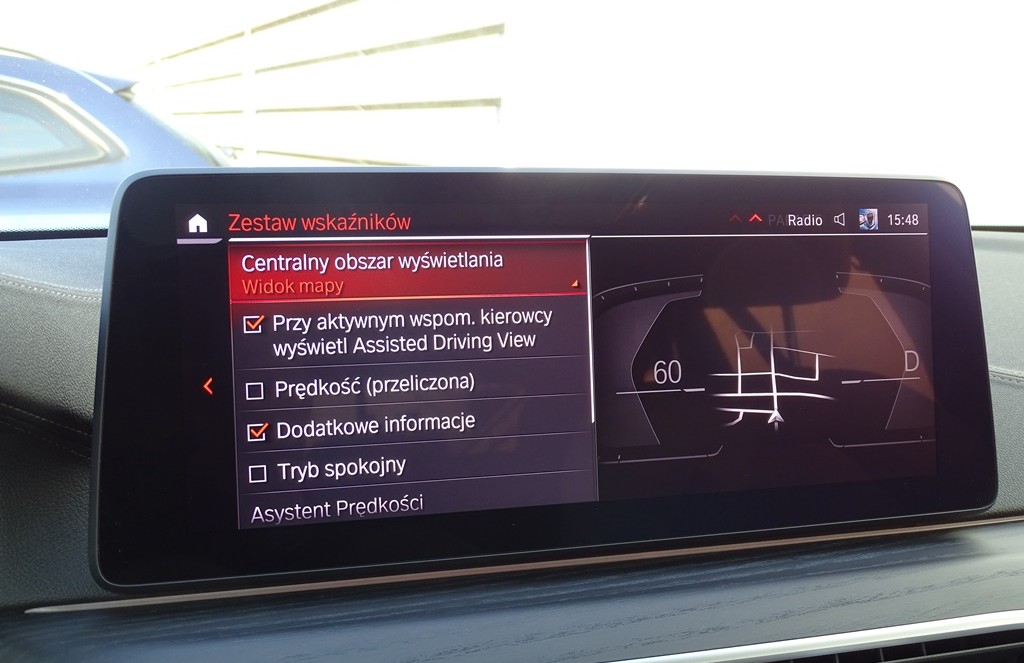 Zestaw wskaźników
Radio 15:48
Centralny obszar wyświetlania
Widok mapy
Przy aktywnym wspom. kierowcy
wyświetl Assisted Driving View
Prędkość (przeliczona)
Dodatkowe informacje
Tryb spokojny
Asystent Prędkości
60
D